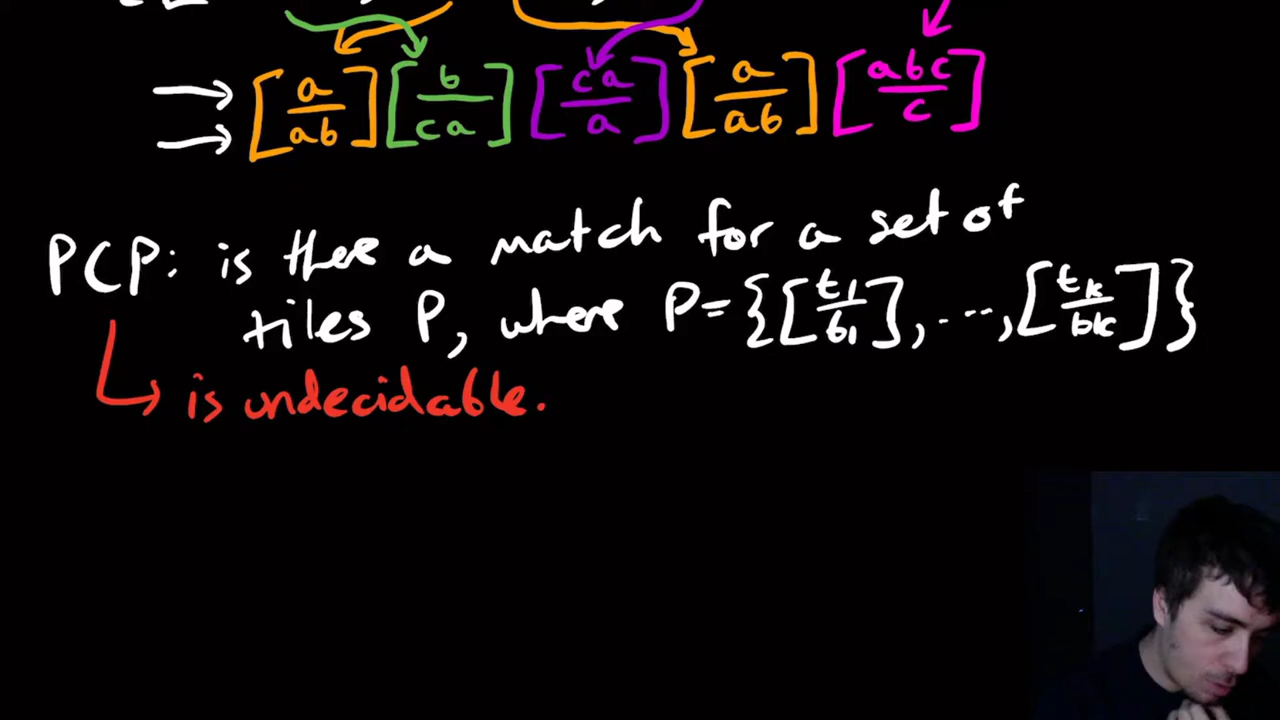 [a/ab] [b/ca] [ca/a] [a/ab] [abc/c]
PCP: is there a match for a set of
tiles P, where P={[t1/b1],...,[tk/bk]}
is undecidable.